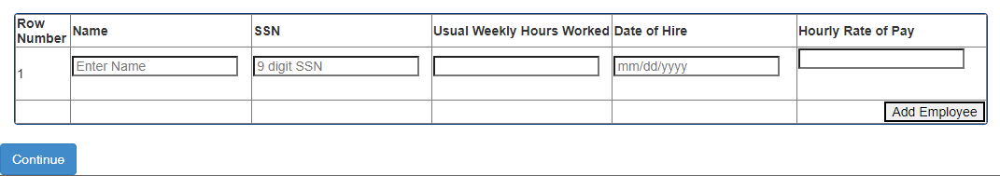 Row Number
Name
SSN
Usual Weekly Hours Worked
Date of Hire
Hourly Rate of Pay
1
Enter Name
9 digit SSN
mm/dd/yyyy
Add Employee
Continue